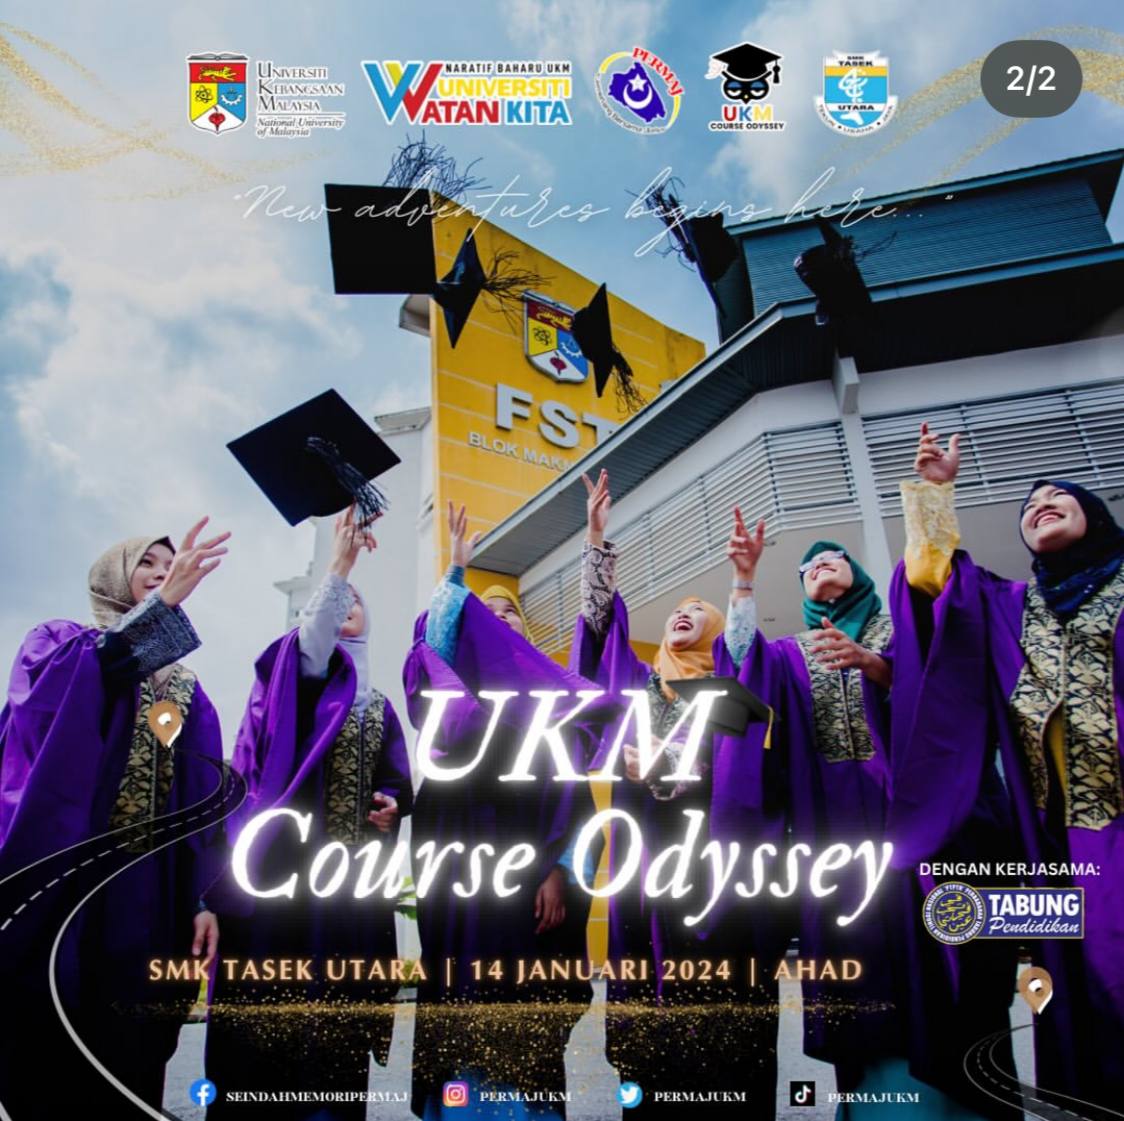 UNIVERSITI
KEBANGSAAN
MALAYSIA
National University
of Malaysia
NARATIF BAHARU UKM
UNIVERSITI
WATAN KITA
PERMAJ
UKM
COURSE ODYSSEY
SMK
TASEK
UTARA
2/2
"New adventures begins here..."
FST
BLOK MAK
UKM
Course Odyssey
DENGAN KERJASAMA:
TABUNG
Pendidikan
SMK TASEK UTARA | 14 JANUARI 2024 | AHAD
SEINDAHMEMORIPERMAJ
PERMAJUKM
PERMAJUKM
PERMAJUKM